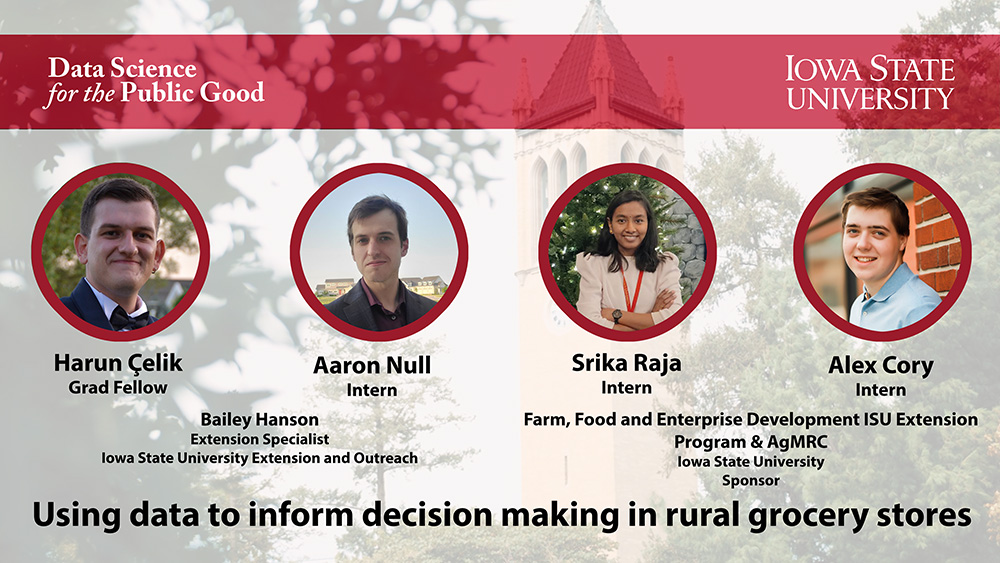 Data Science
for the Public Good
IOWA STATE
UNIVERSITY
Harun Çelik
Grad Fellow
Aaron Null
Intern
Srika Raja
Intern
Alex Cory
Intern
Bailey Hanson
Extension Specialist
Iowa State University Extension and Outreach
Farm, Food and Enterprise Development ISU Extension
Program & AgMRC
Iowa State University
Sponsor
Using data to inform decision making in rural grocery stores